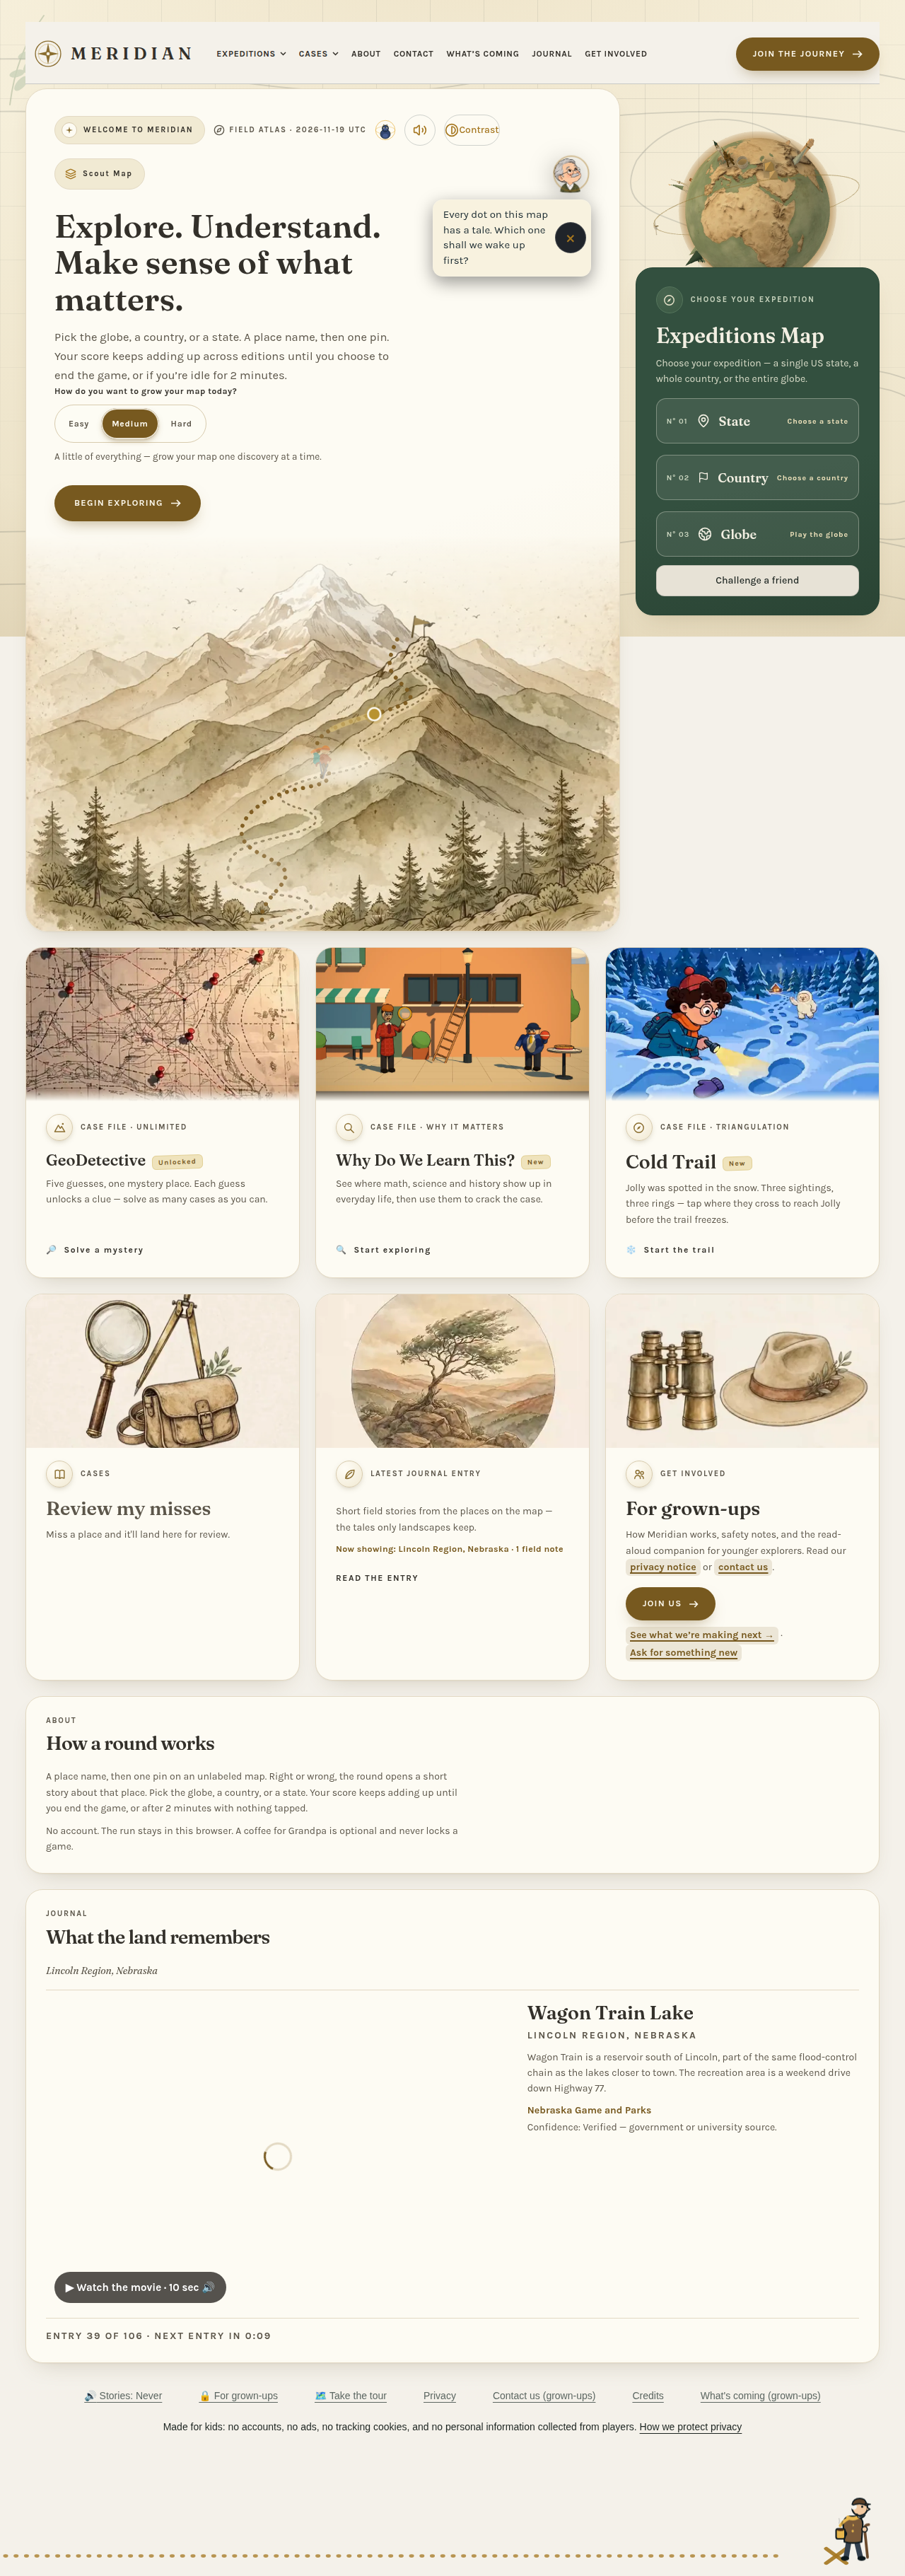 MERIDIAN
EXPEDITIONS
CASES
ABOUT
CONTACT
WHAT'S COMING
JOURNAL
GET INVOLVED
JOIN THE JOURNEY →
WELCOME TO MERIDIAN
FIELD ATLAS · 2026-11-19 UTC
Contrast
Scout Map
Explore. Understand.
Make sense of what
matters.
Every dot on this map
has a tale. Which one
shall we wake up
first?
×
Pick the globe, a country, or a state. A place name, then one pin.
Your score keeps adding up across editions until you choose to
end the game, or if you're idle for 2 minutes.
How do you want to grow your map today?
Easy
Medium
Hard
A little of everything — grow your map one discovery at a time.
BEGIN EXPLORING →
CHOOSE YOUR EXPEDITION
Expeditions Map
Choose your expedition — a single US state, a
whole country, or the entire globe.
N° 01 State Choose a state
N° 02 Country Choose a country
N° 03 Globe Play the globe
Challenge a friend
CASE FILE · UNLIMITED
GeoDetective Unlocked
Five guesses, one mystery place. Each guess
unlocks a clue — solve as many cases as you can.
🔎 Solve a mystery
CASE FILE · WHY IT MATTERS
Why Do We Learn This? New
See where math, science and history show up in
everyday life, then use them to crack the case.
🔍 Start exploring
CASE FILE · TRIANGULATION
Cold Trail New
Jolly was spotted in the snow. Three sightings,
three rings — tap where they cross to reach Jolly
before the trail freezes.
❄️ Start the trail
CASES
Review my misses
Miss a place and it'll land here for review.
LATEST JOURNAL ENTRY
Short field stories from the places on the map —
the tales only landscapes keep.
Now showing: Lincoln Region, Nebraska · 1 field note
READ THE ENTRY
GET INVOLVED
For grown-ups
How Meridian works, safety notes, and the read-
aloud companion for younger explorers. Read our
privacy notice or contact us.
JOIN US →
See what we're making next → ·
Ask for something new
ABOUT
How a round works
A place name, then one pin on an unlabeled map. Right or wrong, the round opens a short
story about that place. Pick the globe, a country, or a state. Your score keeps adding up until
you end the game, or after 2 minutes with nothing tapped.
No account. The run stays in this browser. A coffee for Grandpa is optional and never locks a
game.
JOURNAL
What the land remembers
Lincoln Region, Nebraska
Wagon Train Lake
LINCOLN REGION, NEBRASKA
Wagon Train is a reservoir south of Lincoln, part of the same flood-control
chain as the lakes closer to town. The recreation area is a weekend drive
down Highway 77.
Nebraska Game and Parks
Confidence: Verified — government or university source.
▶ Watch the movie · 10 sec 🔊
ENTRY 39 OF 106 · NEXT ENTRY IN 0:09
🔊 Stories: Never
🔒 For grown-ups
🗺️ Take the tour
Privacy
Contact us (grown-ups)
Credits
What's coming (grown-ups)
Made for kids: no accounts, no ads, no tracking cookies, and no personal information collected from players. How we protect privacy